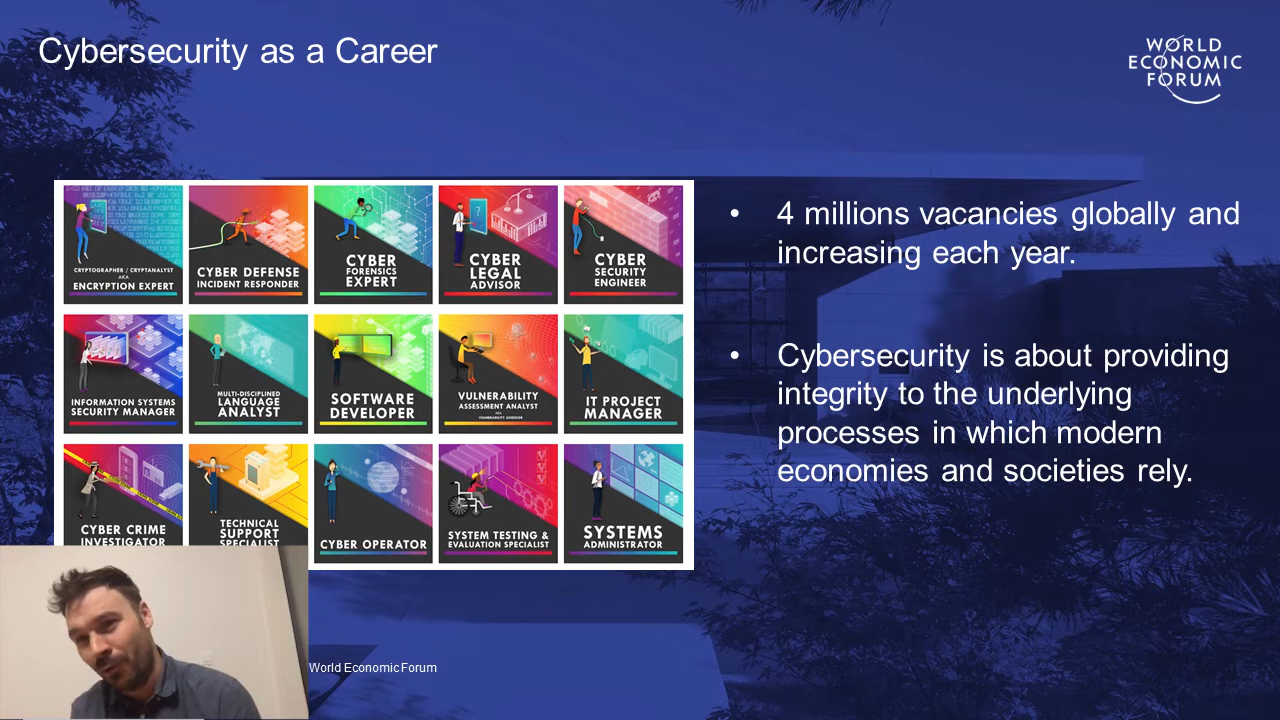 Cybersecurity as a Career
WORLD
ECONOMIC
FORUM
CRYPTOGRAPHER / CRYPTANALYST
AKA
ENCRYPTION EXPERT
CYBER DEFENSE
INCIDENT RESPONDER
CYBER
FORENSICS
EXPERT
CYBER
LEGAL
ADVISOR
CYBER
SECURITY
ENGINEER
INFORMATION SYSTEMS
SECURITY MANAGER
MULTI-DISCIPLINED
LANGUAGE
ANALYST
SOFTWARE
DEVELOPER
VULNERABILITY
ASSESSMENT ANALYST
AKA
VULNERABILITY ASSESSOR
IT PROJECT
MANAGER
CYBER CRIME
INVESTIGATOR
TECHNICAL
SUPPORT
SPECIALIST
CYBER OPERATOR
SYSTEM TESTING &
EVALUATION SPECIALIST
SYSTEMS
ADMINISTRATOR
• 4 millions vacancies globally and
increasing each year.
• Cybersecurity is about providing
integrity to the underlying
processes in which modern
economies and societies rely.
World Economic Forum